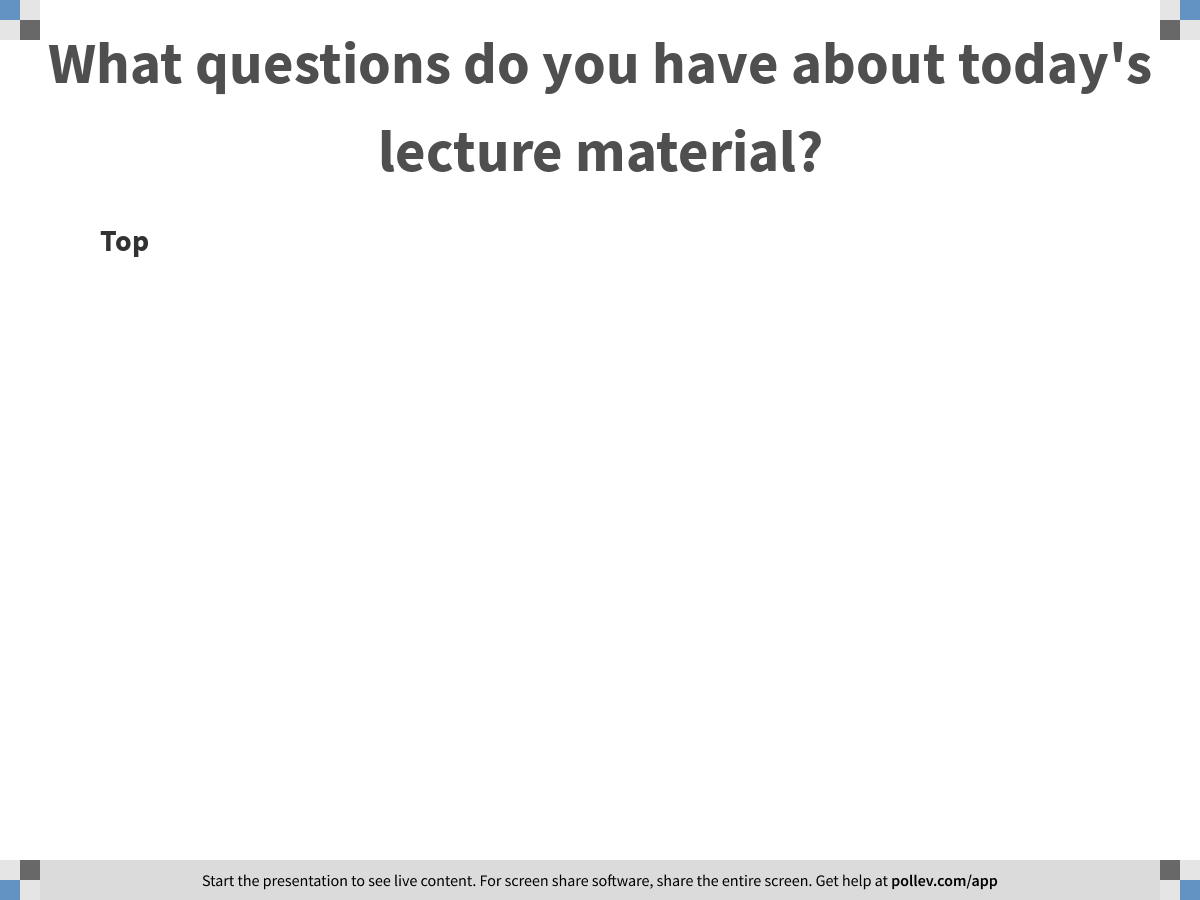 What questions do you have about today's
lecture material?
Top
Start the presentation to see live content. For screen share software, share the entire screen. Get help at pollev.com/app